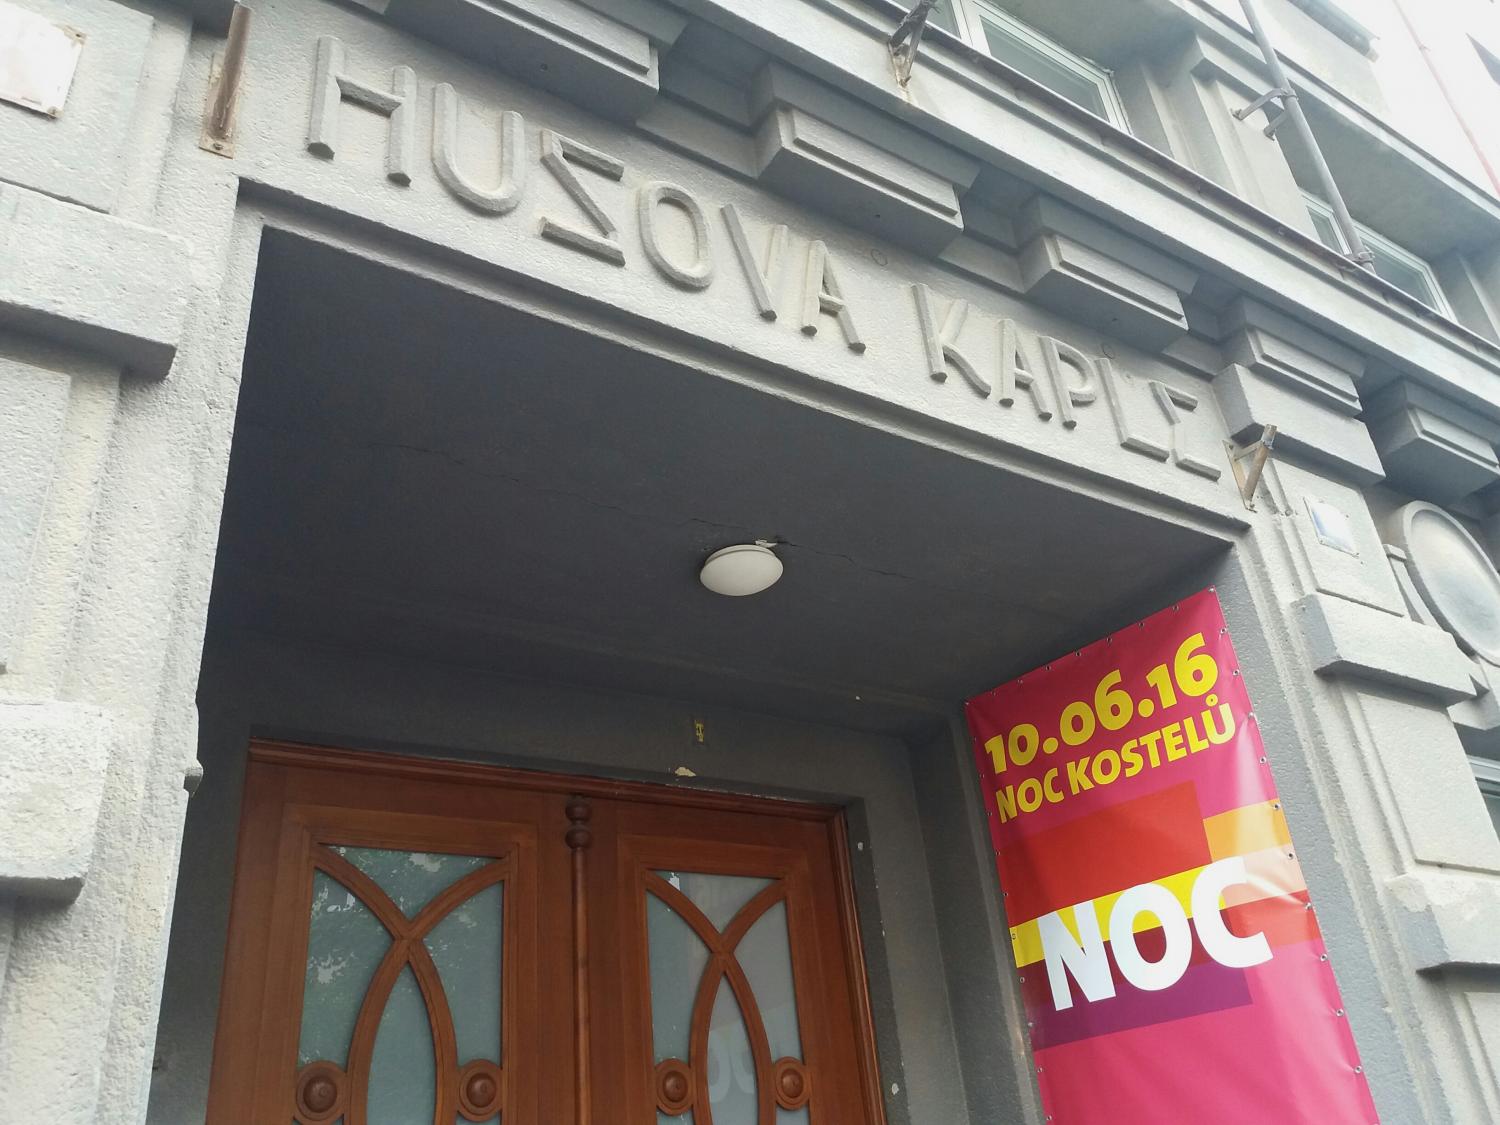 HUSOVA KAPLE
10.06.16
NOC KOSTELŮ
NOC